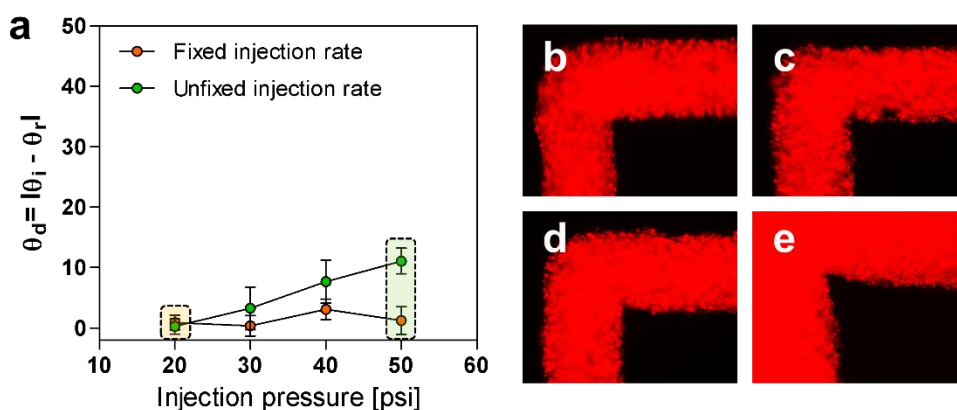 a
50
40
30
20
10
0
θd= |θi - θr|
Fixed injection rate
Unfixed injection rate
10 20 30 40 50 60
Injection pressure [psi]
b
c
d
e